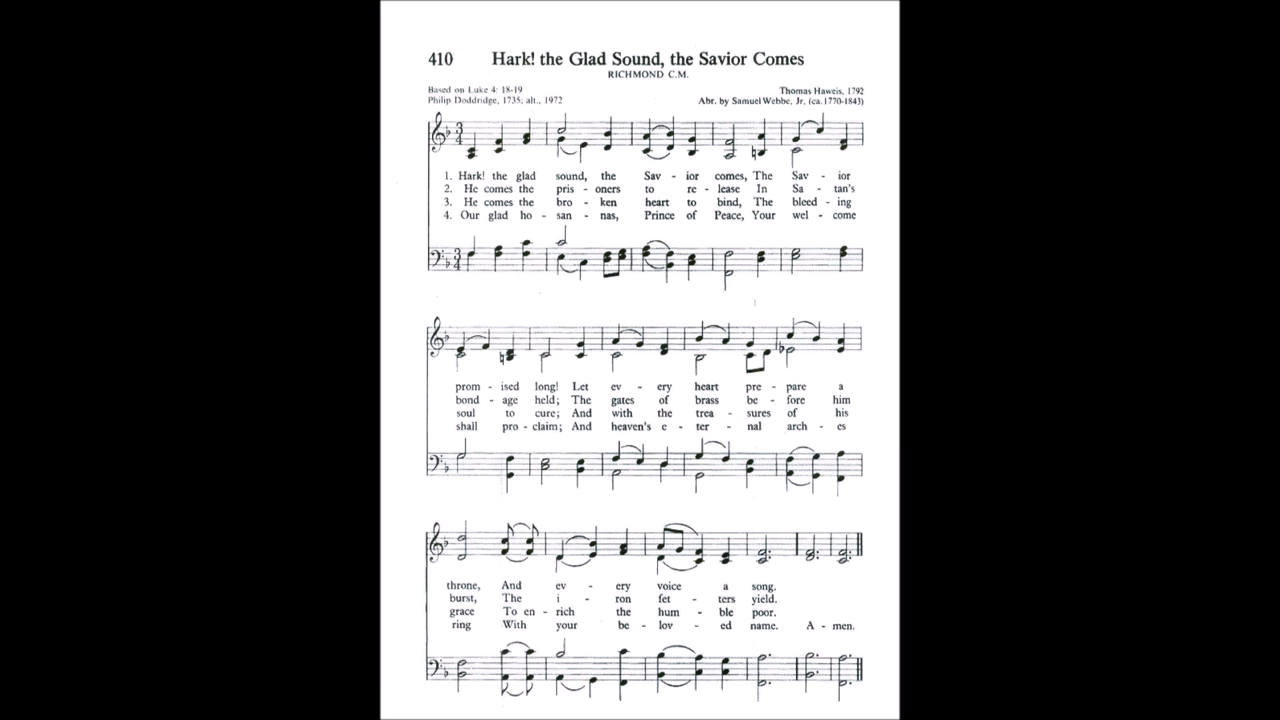 410 Hark! the Glad Sound, the Savior Comes
RICHMOND C.M.
Based on Luke 4: 18-19
Philip Doddridge, 1735; alt., 1972
Thomas Haweis, 1792
Abr. by Samuel Webbe, Jr. (ca. 1770-1843)
1. Hark! the glad sound, the Sav - ior comes, The Sav - ior
2. He comes the pris - oners to re - lease In Sa - tan's
3. He comes the bro - ken heart to bind, The bleed - ing
4. Our glad ho - san - nas, Prince of Peace, Your wel - come
prom - ised long! Let ev - ery heart pre - pare a
bond - age held; The gates of brass be - fore him
soul to cure; And with the trea - sures of his
shall pro - claim; And heaven's e - ter - nal arch - es
throne, And ev - ery voice a song.
burst, The i - ron fet - ters yield.
grace To en - rich the hum - ble poor.
ring With your be - lov - ed name. A - men.